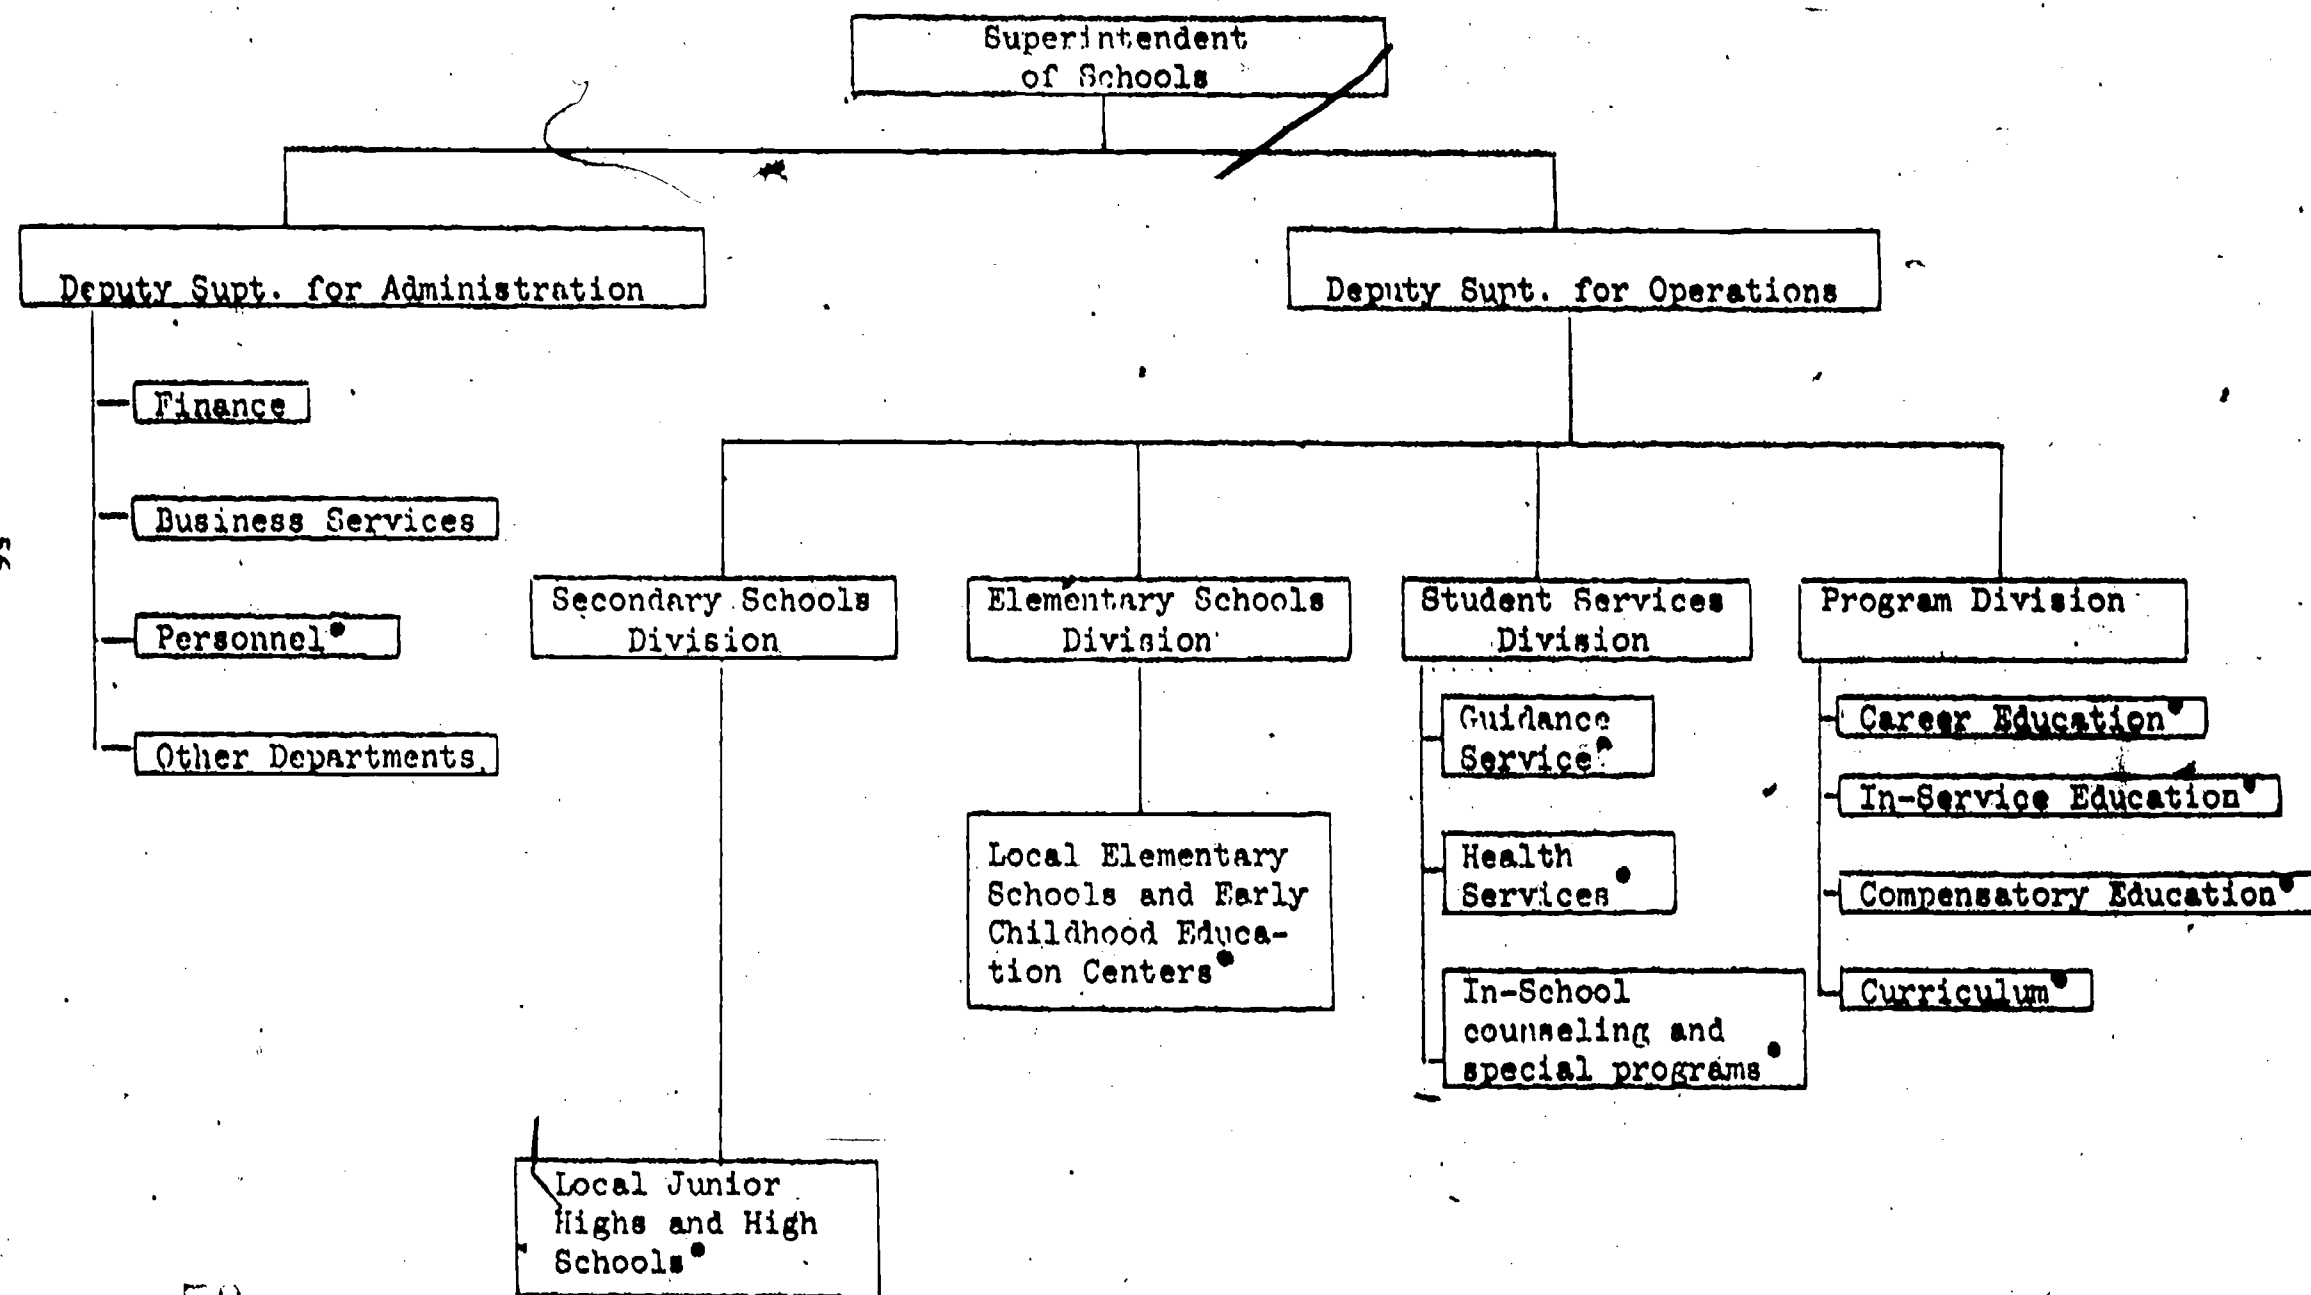 Superintendent
of Schools
Deputy Supt. for Administration
Deputy Supt. for Operations
Finance
Business Services
Personnel•
Other Departments
Secondary Schools
Division
Elementary Schools
Division
Student Services
Division
Program Division
Guidance
Service•
Health
Services•
In-School
counseling and
special programs•
Career Education•
In-Service Education•
Compensatory Education•
Curriculum•
Local Elementary
Schools and Early
Childhood Educa-
tion Centers•
Local Junior
Highs and High
Schools•
56